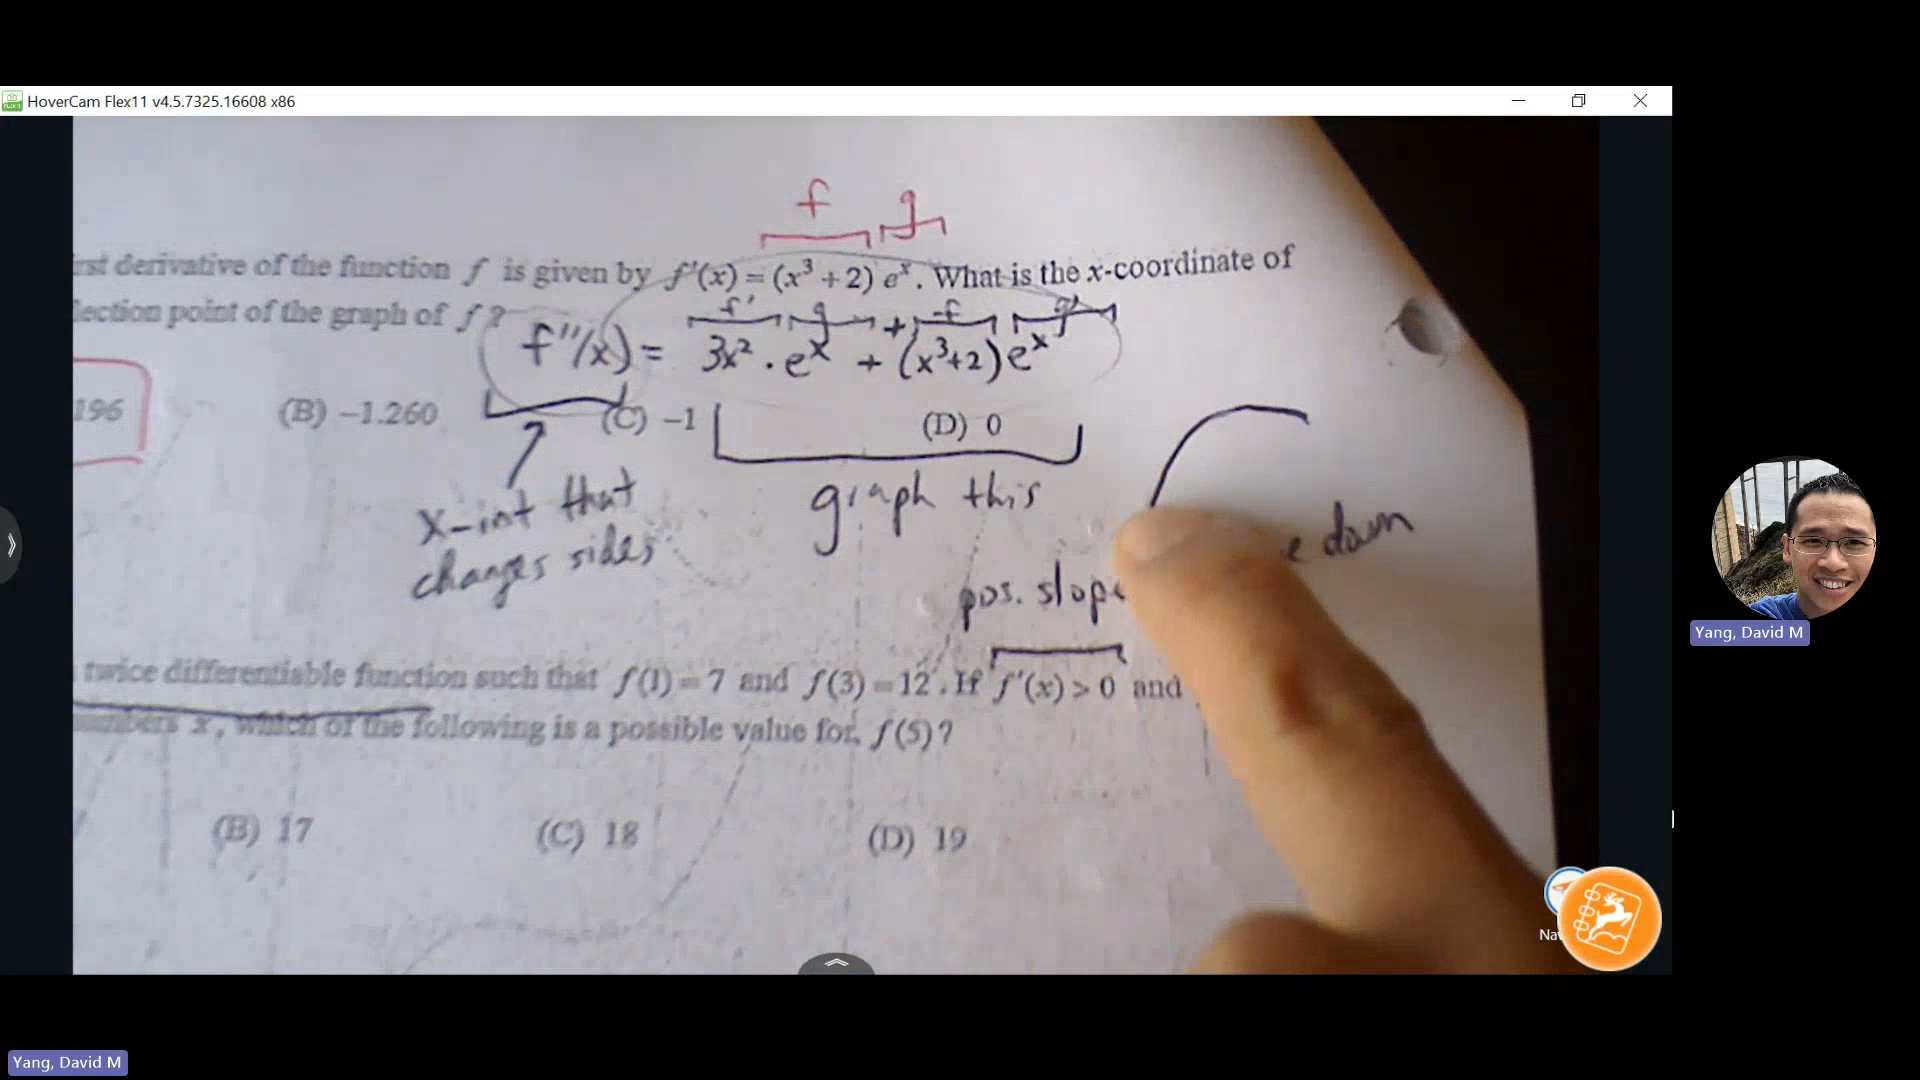 HoverCam Flex11 v4.5.7325.16608 x86
f g
rst derivative of the function f is given by f'(x) = (x³ + 2) eˣ. What is the x-coordinate of
lection point of the graph of f ?
f' g + f g'
f''(x) = 3x² · eˣ + (x³+2) eˣ
196 (B) −1.260 (C) −1 (D) 0
x-int that changes sides
graph this
pos. slope
e down
twice differentiable function such that f(1) = 7 and f(3) = 12. If f'(x) > 0 and
numbers x, which of the following is a possible value for f(5)?
(B) 17 (C) 18 (D) 19
Yang, David M
Yang, David M